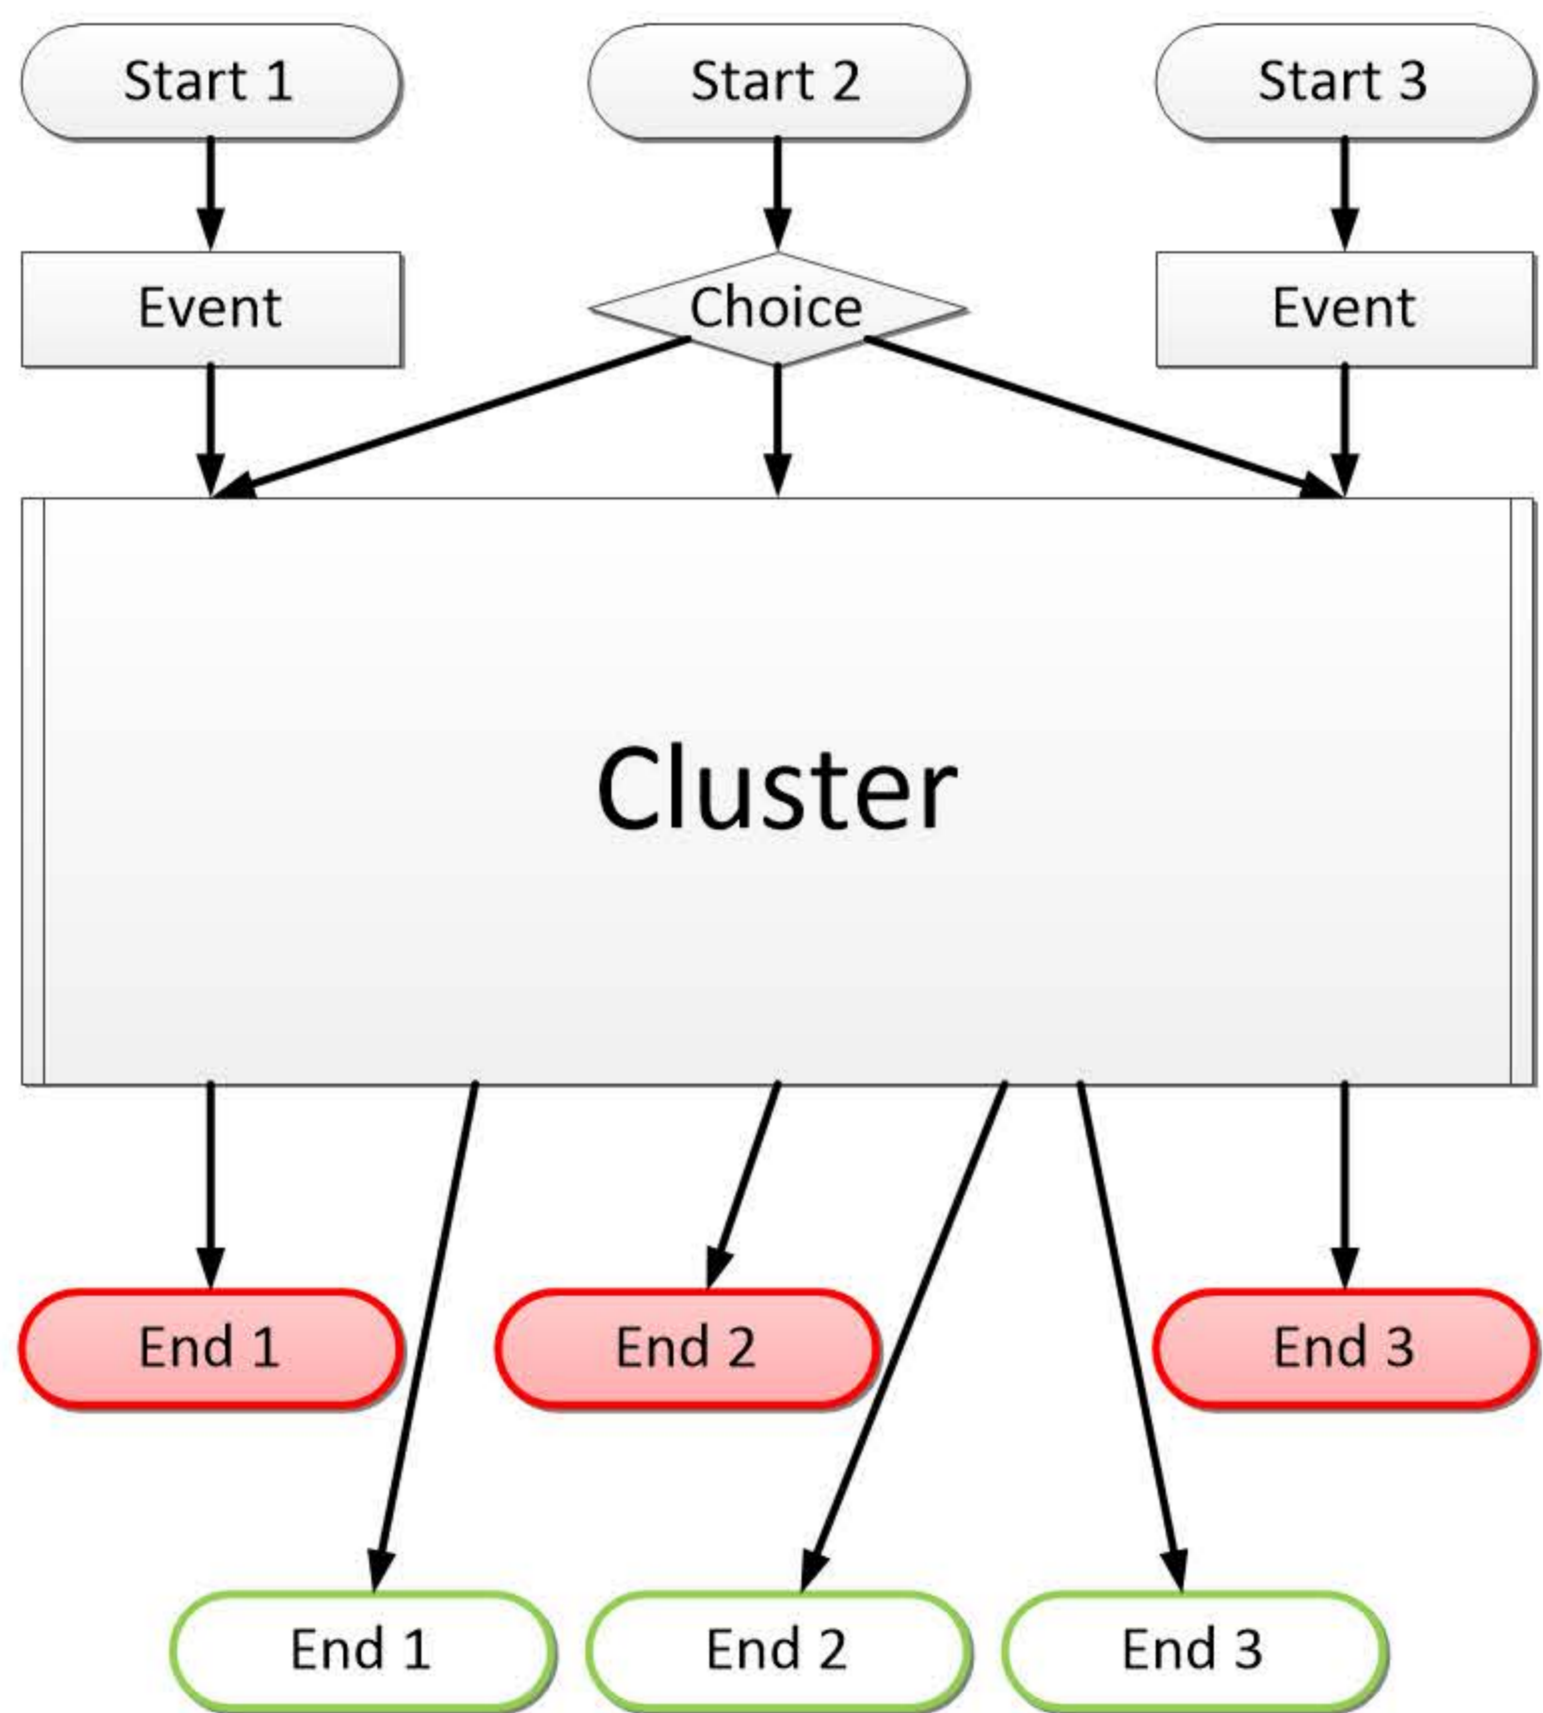 Start 1
Start 2
Start 3
Event
Choice
Event
Cluster
End 1
End 2
End 3
End 1
End 2
End 3